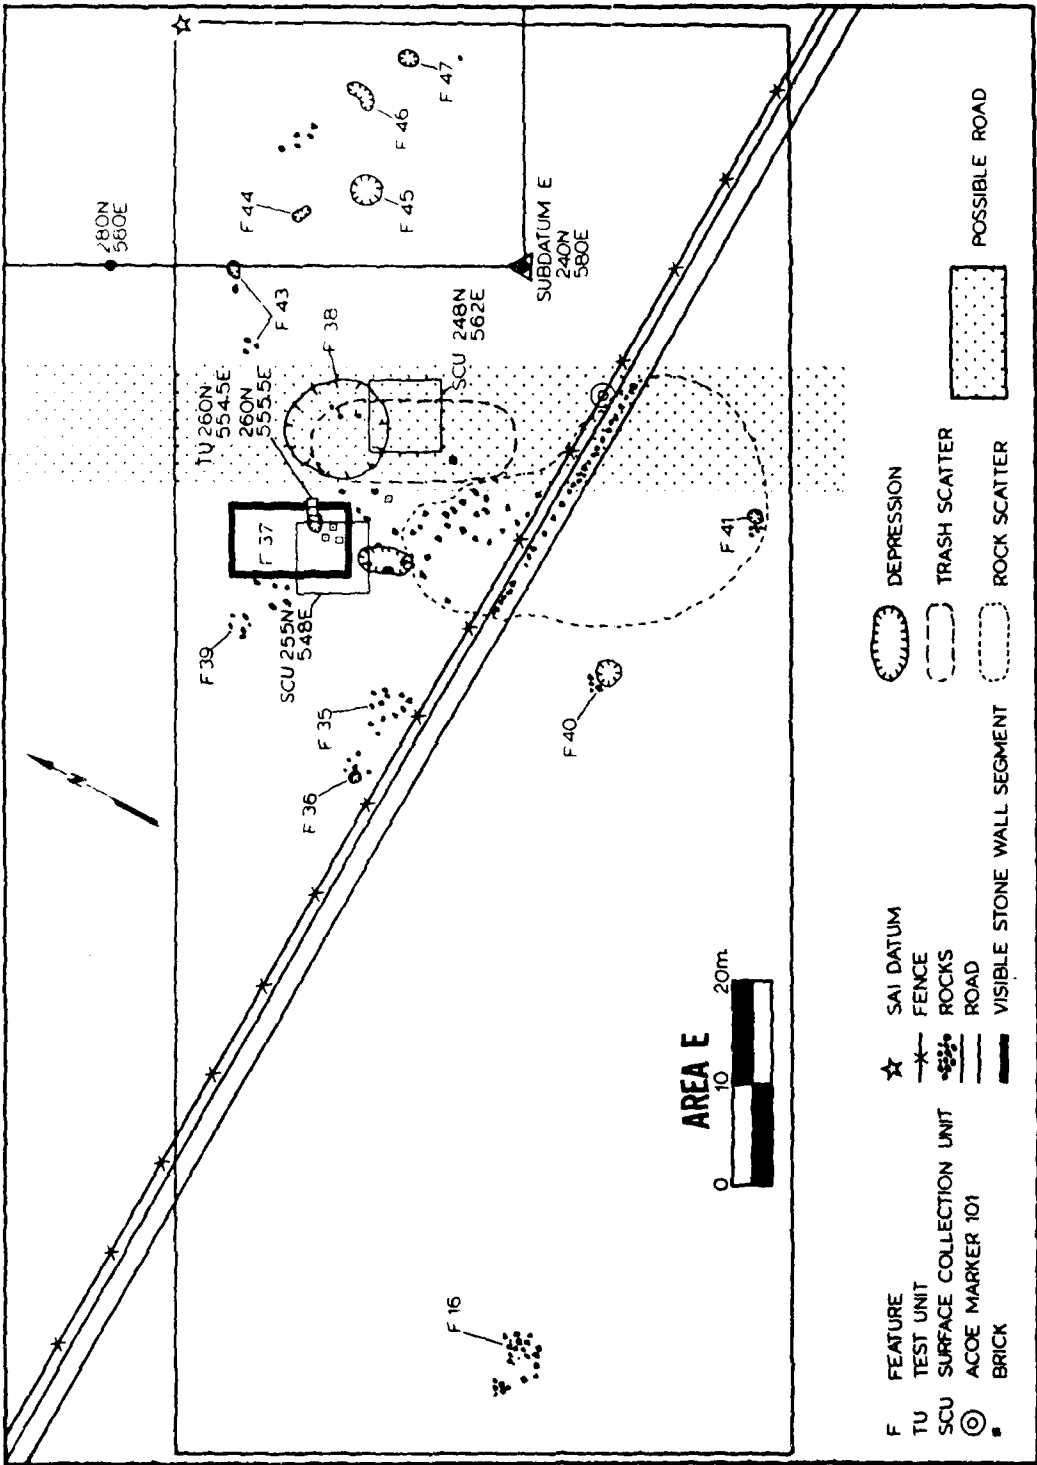 280N
580E
F 47
F 46
F 44
F 45
F 43
SUBDATUM E
240N
580E
F 38
SCU 248N
562E
TU 260N
554.5E
260N
555.5E
F 37
F 39
SCU 255N
548E
F 41
F 35
F 36
F 40
N
F 16
AREA E
0 10 20m.
F FEATURE
TU TEST UNIT
SCU SURFACE COLLECTION UNIT
ACOE MARKER 101
BRICK
SAI DATUM
FENCE
ROCKS
ROAD
VISIBLE STONE WALL SEGMENT
DEPRESSION
TRASH SCATTER
ROCK SCATTER
POSSIBLE ROAD